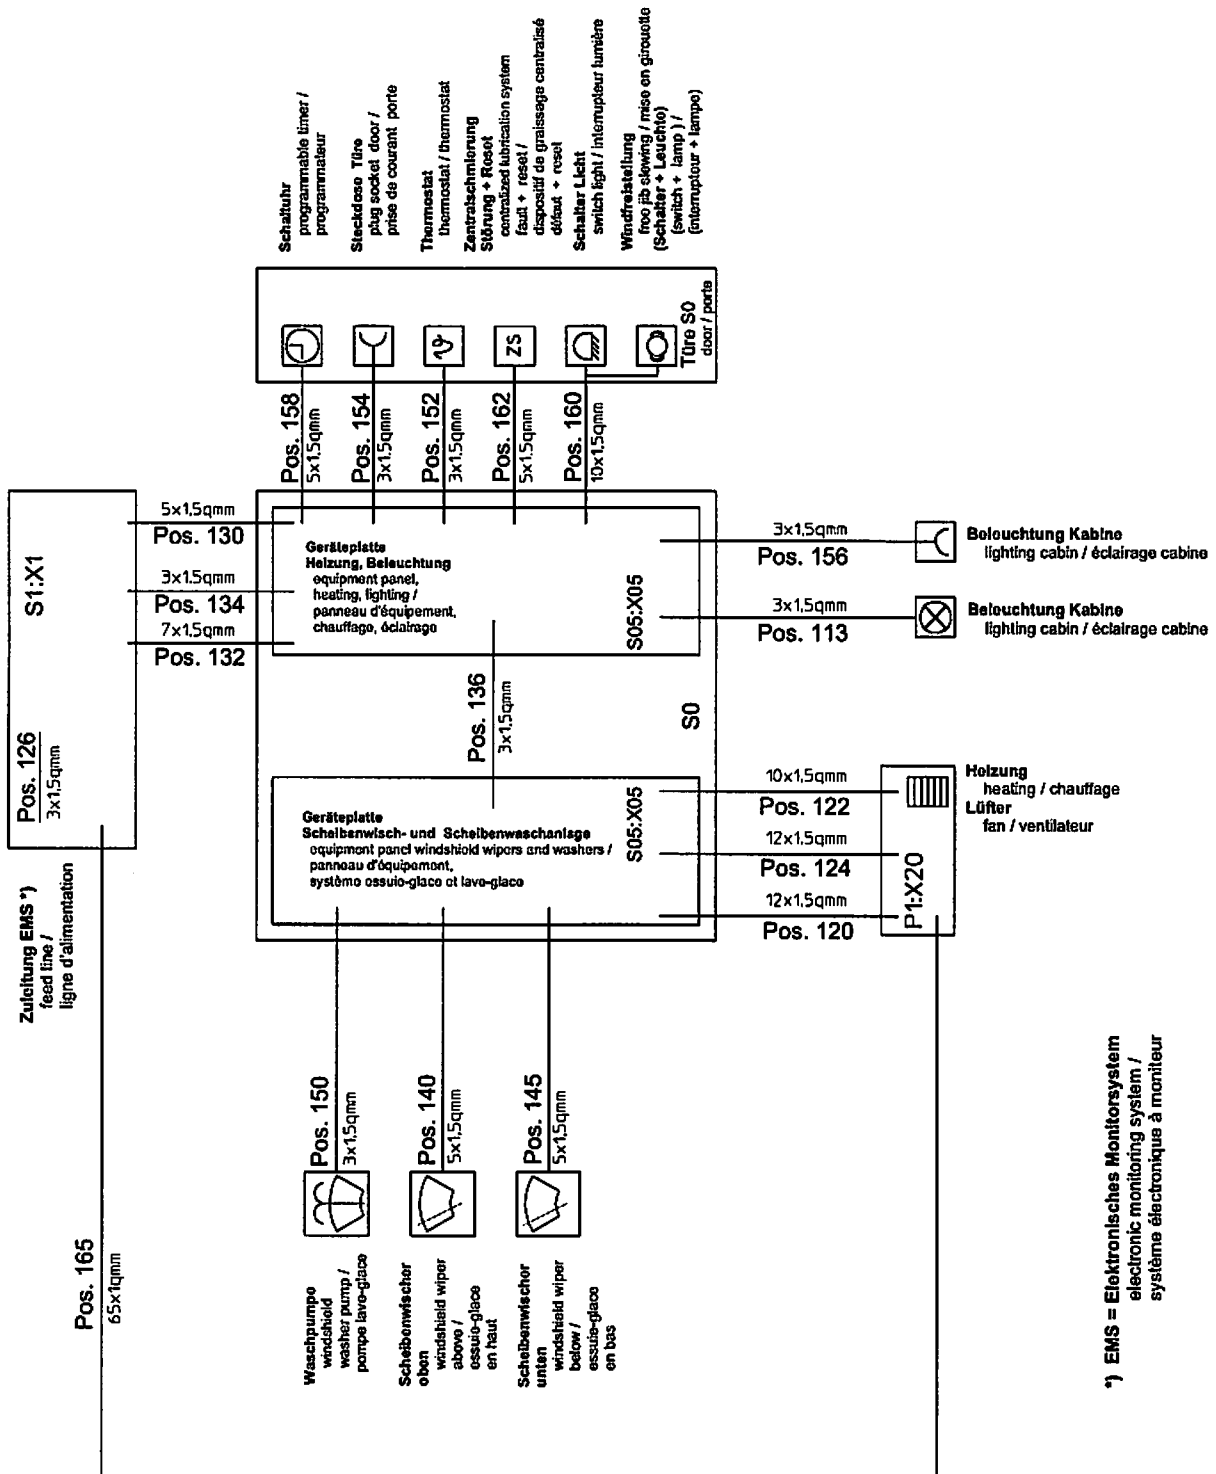 Schaltuhr
programmable timer /
programmateur
Steckdose Türe
plug socket door /
prise de courant porte
Thermostat
thermostat / thermostat
Zentralschmierung
Störung + Reset
centralized lubrication system
fault + reset /
dispositif de graissage centralisé
défaut + reset
Schalter Licht
switch light / interrupteur lumière
Windfreistellung
free jib slewing / mise en girouette
(Schalter + Leuchte)
(switch + lamp ) /
(interrupteur + lampe)
ZS
Türe S0
door / porte
Pos. 158
5x1,5qmm
Pos. 154
3x1,5qmm
Pos. 152
3x1,5qmm
Pos. 162
5x1,5qmm
Pos. 160
10x1,5qmm
S1:X1
Pos. 126
3x1,5qmm
5x1,5qmm
Pos. 130
3x1,5qmm
Pos. 134
7x1,5qmm
Pos. 132
Geräteplatte
Heizung, Beleuchtung
equipment panel,
heating, lighting /
panneau d'équipement,
chauffage, éclairage
S05:X05
3x1,5qmm
Pos. 156
Beleuchtung Kabine
lighting cabin / éclairage cabine
3x1,5qmm
Pos. 113
Beleuchtung Kabine
lighting cabin / éclairage cabine
Pos. 136
3x1,5qmm
S0
Geräteplatte
Scheibenwisch- und Scheibenwaschanlage
equipment panel windshield wipers and washers /
panneau d'équipement,
système essuie-glace et lave-glace
S05:X05
10x1,5qmm
Pos. 122
12x1,5qmm
Pos. 124
12x1,5qmm
Pos. 120
P1:X20
Heizung
heating / chauffage
Lüfter
fan / ventilateur
Zuleitung EMS *)
feed line /
ligne d'alimentation
Pos. 165
65x1qmm
Pos. 150
3x1,5qmm
Pos. 140
5x1,5qmm
Pos. 145
5x1,5qmm
Waschpumpe
windshield
washer pump /
pompe lave-glace
Scheibenwischer
oben
windshield wiper
above /
essuie-glace
en haut
Scheibenwischer
unten
windshield wiper
below /
essuie-glace
en bas
*) EMS = Elektronisches Monitorsystem
electronic monitoring system /
système électronique à moniteur